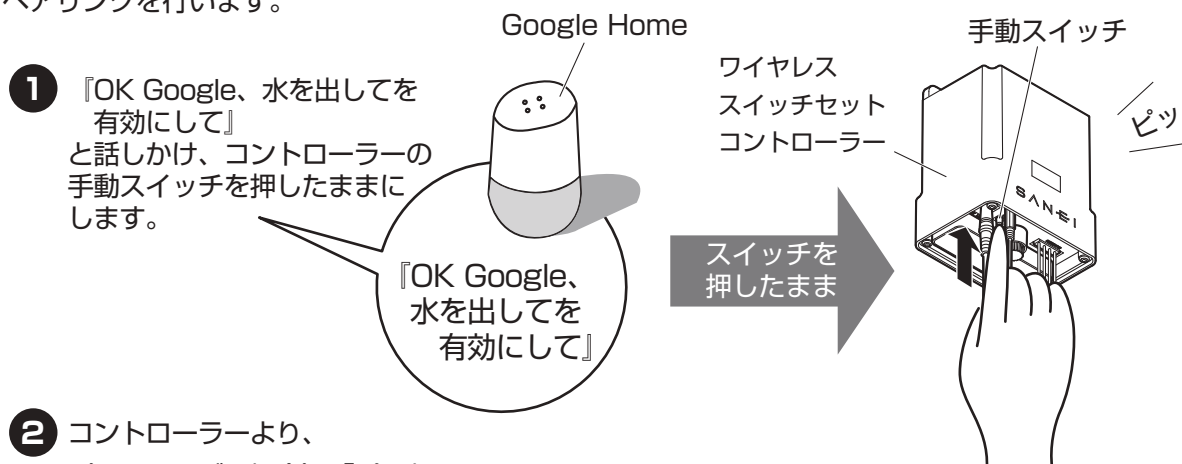 ペアリングを行います。
Google Home
手動スイッチ
ワイヤレス
スイッチセット
コントローラー
ピッ
1 『OK Google、水を出してを
有効にして』
と話しかけ、コントローラーの
手動スイッチを押したままに
します。
SANEI
『OK Google、
水を出してを
有効にして』
スイッチを
押したまま
2 コントローラーより、